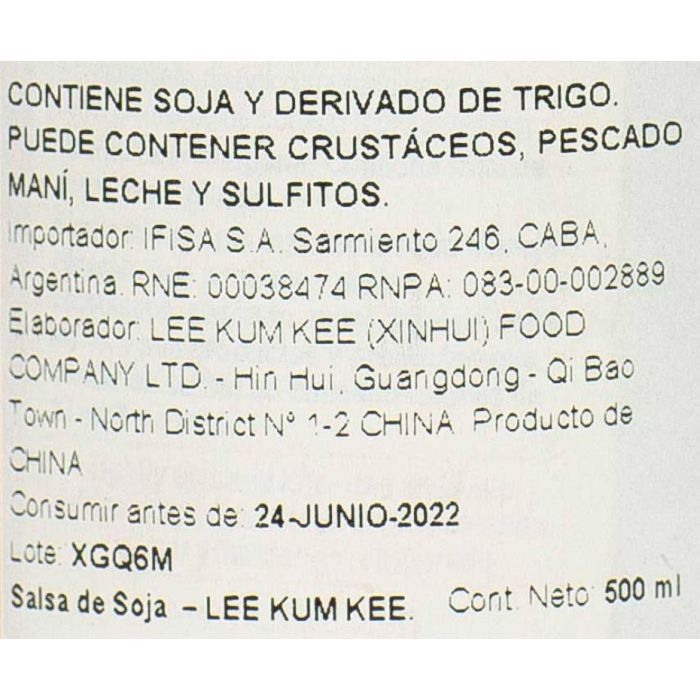 CONTIENE SOJA Y DERIVADO DE TRIGO.
PUEDE CONTENER CRUSTÁCEOS, PESCADO
MANÍ, LECHE Y SULFITOS.
Importador: IFISA S.A. Sarmiento 246, CABA,
Argentina. RNE: 00038474 RNPA: 083-00-002889
Elaborador: LEE KUM KEE (XINHUI) FOOD
COMPANY LTD. - Hin Hui, Guangdong - Qi Bao
Town - North District N° 1-2 CHINA. Producto de
CHINA
Consumir antes de: 24-JUNIO-2022
Lote: XGQ6M
Salsa de Soja – LEE KUM KEE. Cont. Neto: 500 ml